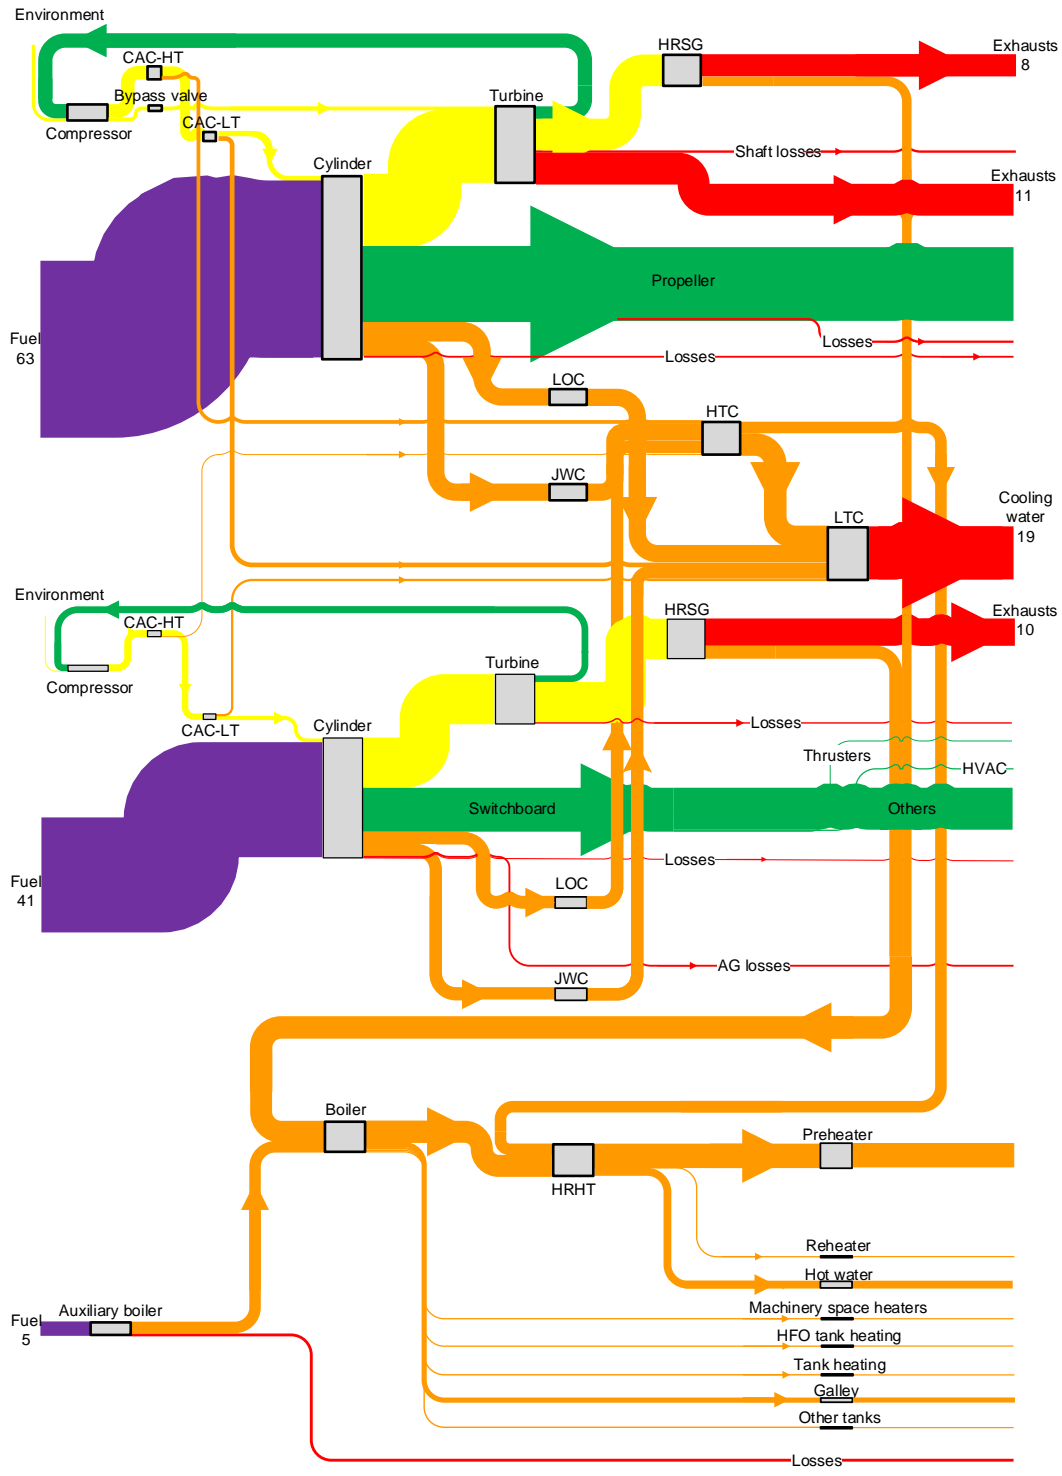 Environment
HRSG
Exhausts
8
CAC-HT
Bypass valve
Turbine
CAC-LT
Compressor
Shaft losses
Cylinder
Exhausts
11
Propeller
Fuel
63
Losses
Losses
LOC
HTC
JWC
Cooling
water
19
LTC
Environment
HRSG
Exhausts
10
CAC-HT
Turbine
Compressor
CAC-LT
Cylinder
Losses
Thrusters
HVAC
Switchboard
Others
Losses
Fuel
41
LOC
AG losses
JWC
Boiler
Preheater
HRHT
Reheater
Hot water
Machinery space heaters
Auxiliary boiler
Fuel
5
HFO tank heating
Tank heating
Galley
Other tanks
Losses